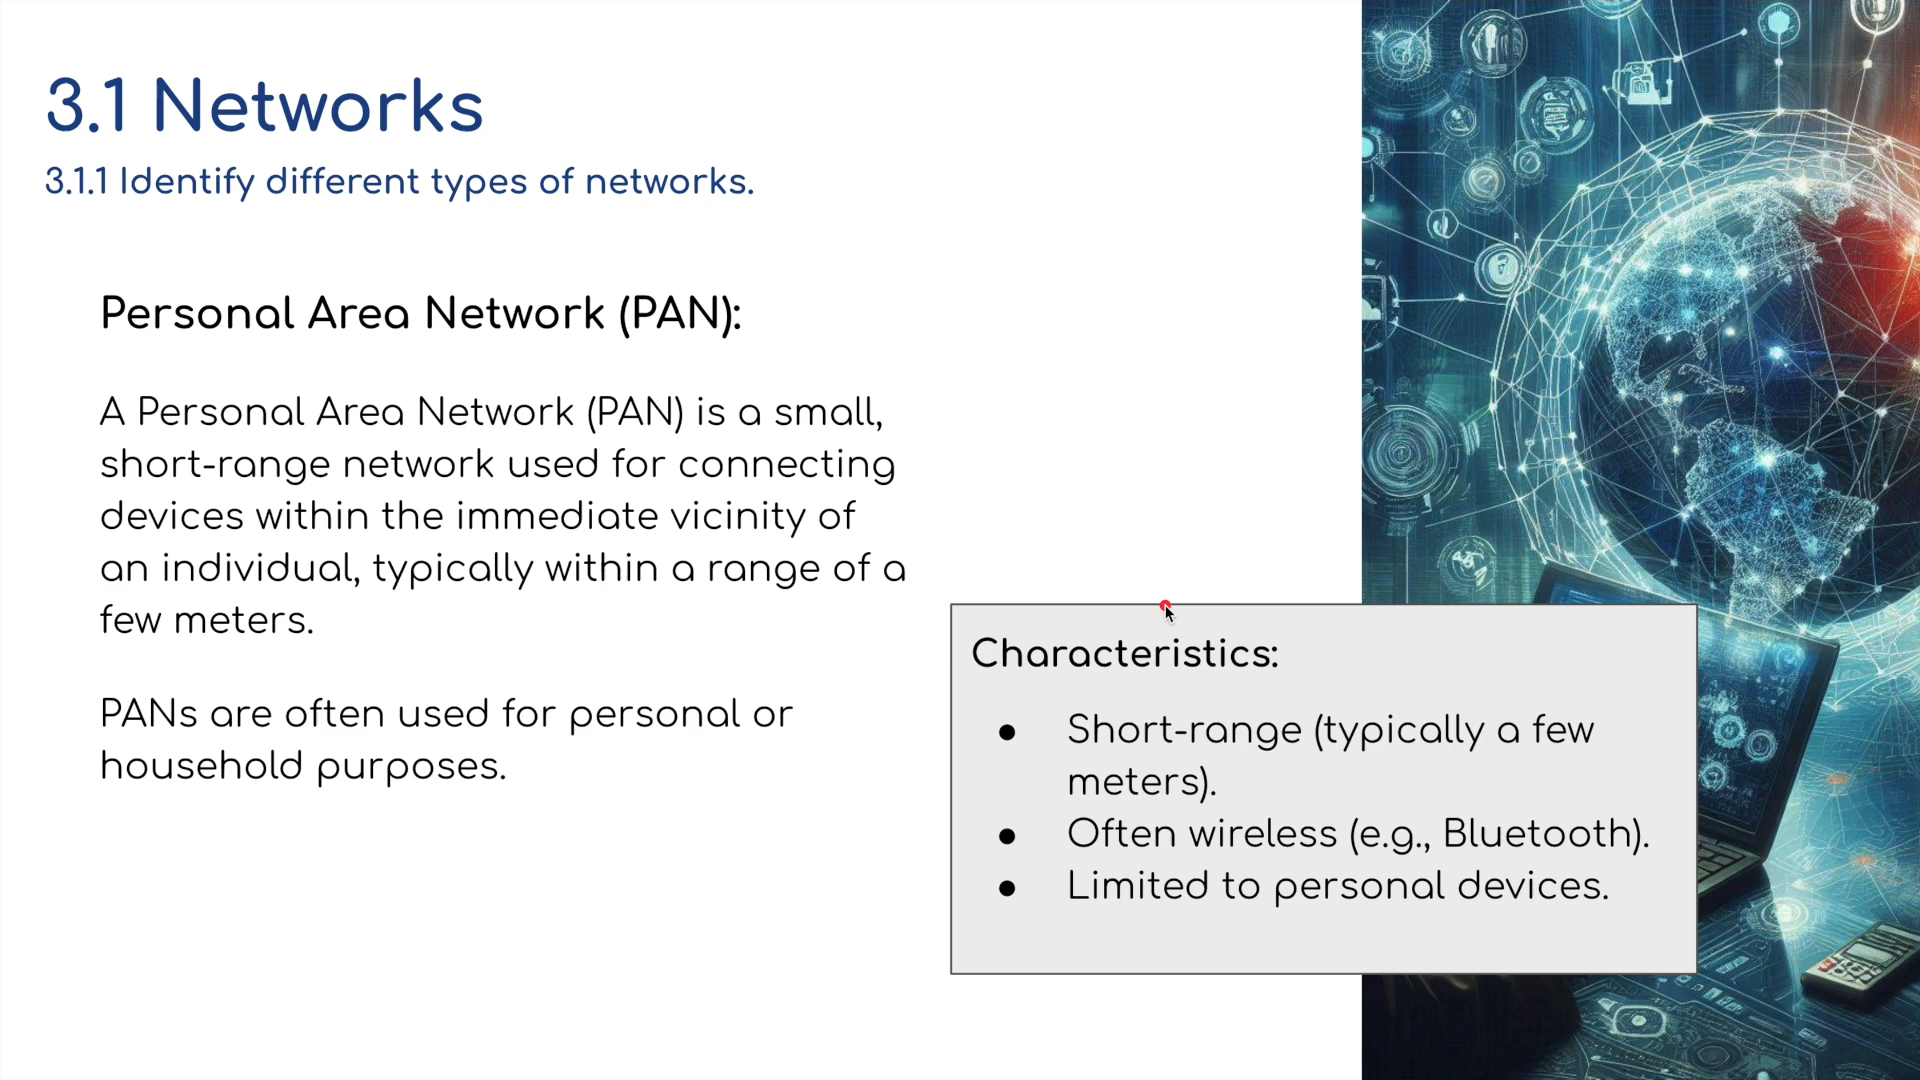 3.1 Networks
3.1.1 Identify different types of networks.
Personal Area Network (PAN):
A Personal Area Network (PAN) is a small,
short-range network used for connecting
devices within the immediate vicinity of
an individual, typically within a range of a
few meters.
PANs are often used for personal or
household purposes.
Characteristics:
● Short-range (typically a few
meters).
● Often wireless (e.g., Bluetooth).
● Limited to personal devices.